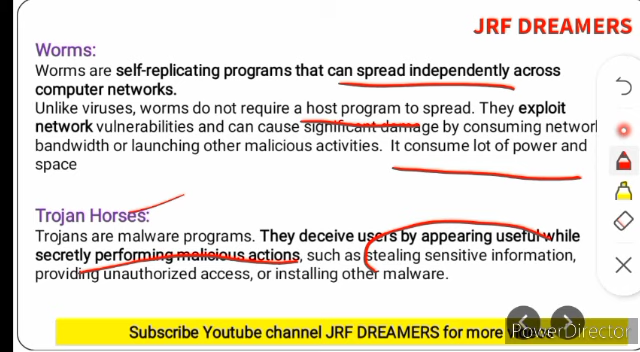 JRF DREAMERS
Worms:
Worms are self-replicating programs that can spread independently across
computer networks.
Unlike viruses, worms do not require a host program to spread. They exploit
network vulnerabilities and can cause significant damage by consuming network
bandwidth or launching other malicious activities. It consume lot of power and
space
Trojan Horses:
Trojans are malware programs. They deceive users by appearing useful while
secretly performing malicious actions, such as stealing sensitive information,
providing unauthorized access, or installing other malware.
Subscribe Youtube channel JRF DREAMERS for more
PowerDirector